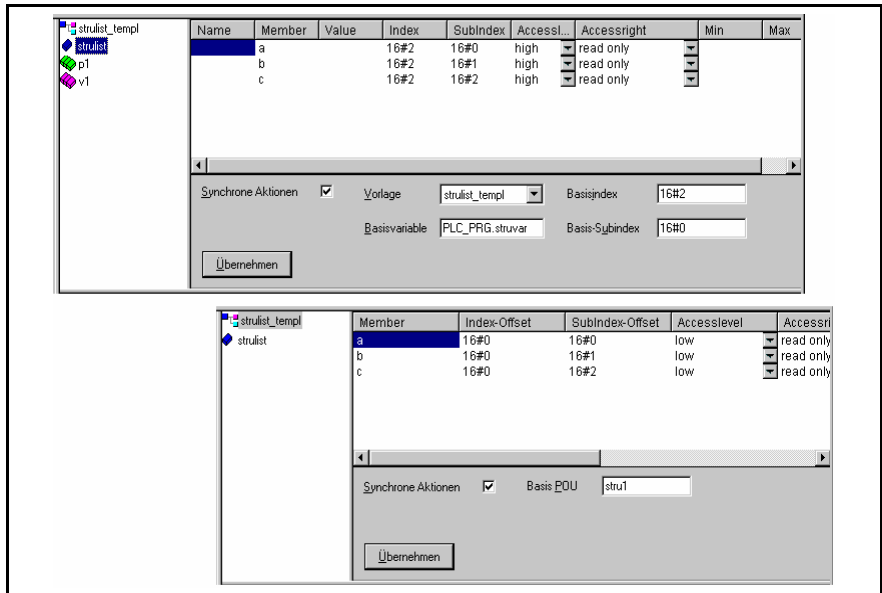 strulist_templ
strulist
p1
v1
Name Member Value Index SubIndex Accessl... Accessright Min Max
a 16#2 16#0 high read only
b 16#2 16#1 high read only
c 16#2 16#2 high read only
Synchrone Aktionen Vorlage strulist_templ Basisindex 16#2
Basisvariable PLC_PRG.struvar Basis-Subindex 16#0
Übernehmen
strulist_templ
strulist
Member Index-Offset SubIndex-Offset Accesslevel Accessri
a 16#0 16#0 low read only
b 16#0 16#1 low read only
c 16#0 16#2 low read only
Synchrone Aktionen Basis POU stru1
Übernehmen